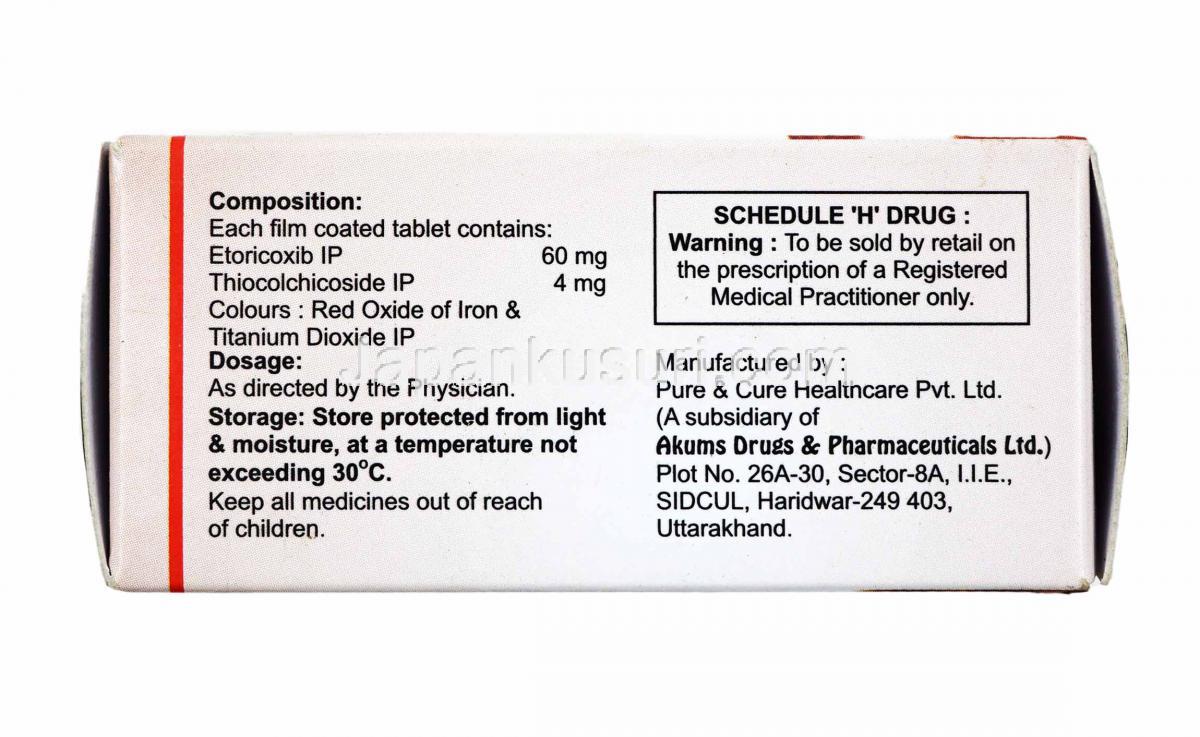 Composition:
Each film coated tablet contains:
Etoricoxib IP 60 mg
Thiocolchicoside IP 4 mg
Colours : Red Oxide of Iron &
Titanium Dioxide IP
Dosage:
As directed by the Physician.
Storage: Store protected from light
& moisture, at a temperature not
exceeding 30°C.
Keep all medicines out of reach
of children.
SCHEDULE 'H' DRUG :
Warning : To be sold by retail on
the prescription of a Registered
Medical Practitioner only.
Manufactured by :
Pure & Cure Healthcare Pvt. Ltd.
(A subsidiary of
Akums Drugs & Pharmaceuticals Ltd.)
Plot No. 26A-30, Sector-8A, I.I.E.,
SIDCUL, Haridwar-249 403,
Uttarakhand.
Japankusuri.com